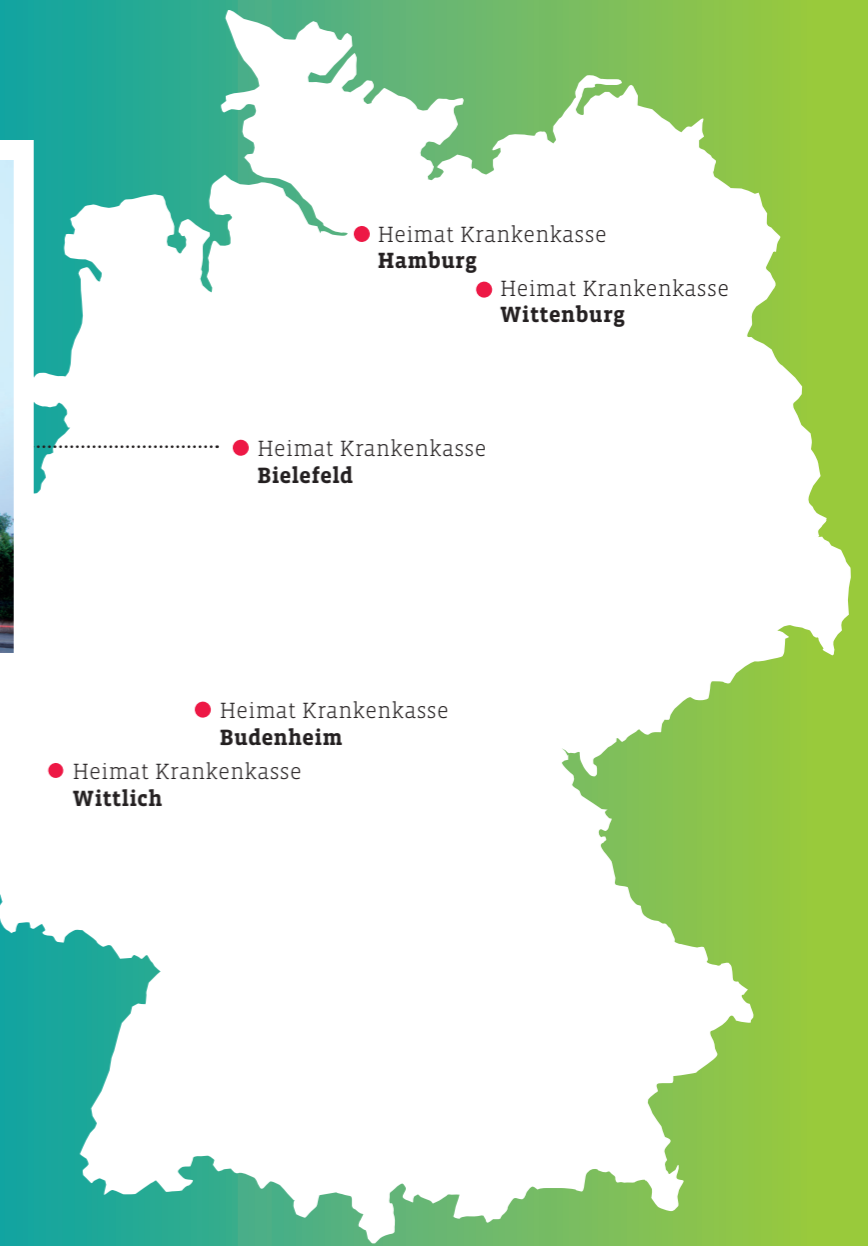 Heimat Krankenkasse
Hamburg
Heimat Krankenkasse
Wittenburg
Heimat Krankenkasse
Bielefeld
Heimat Krankenkasse
Budenheim
Heimat Krankenkasse
Wittlich